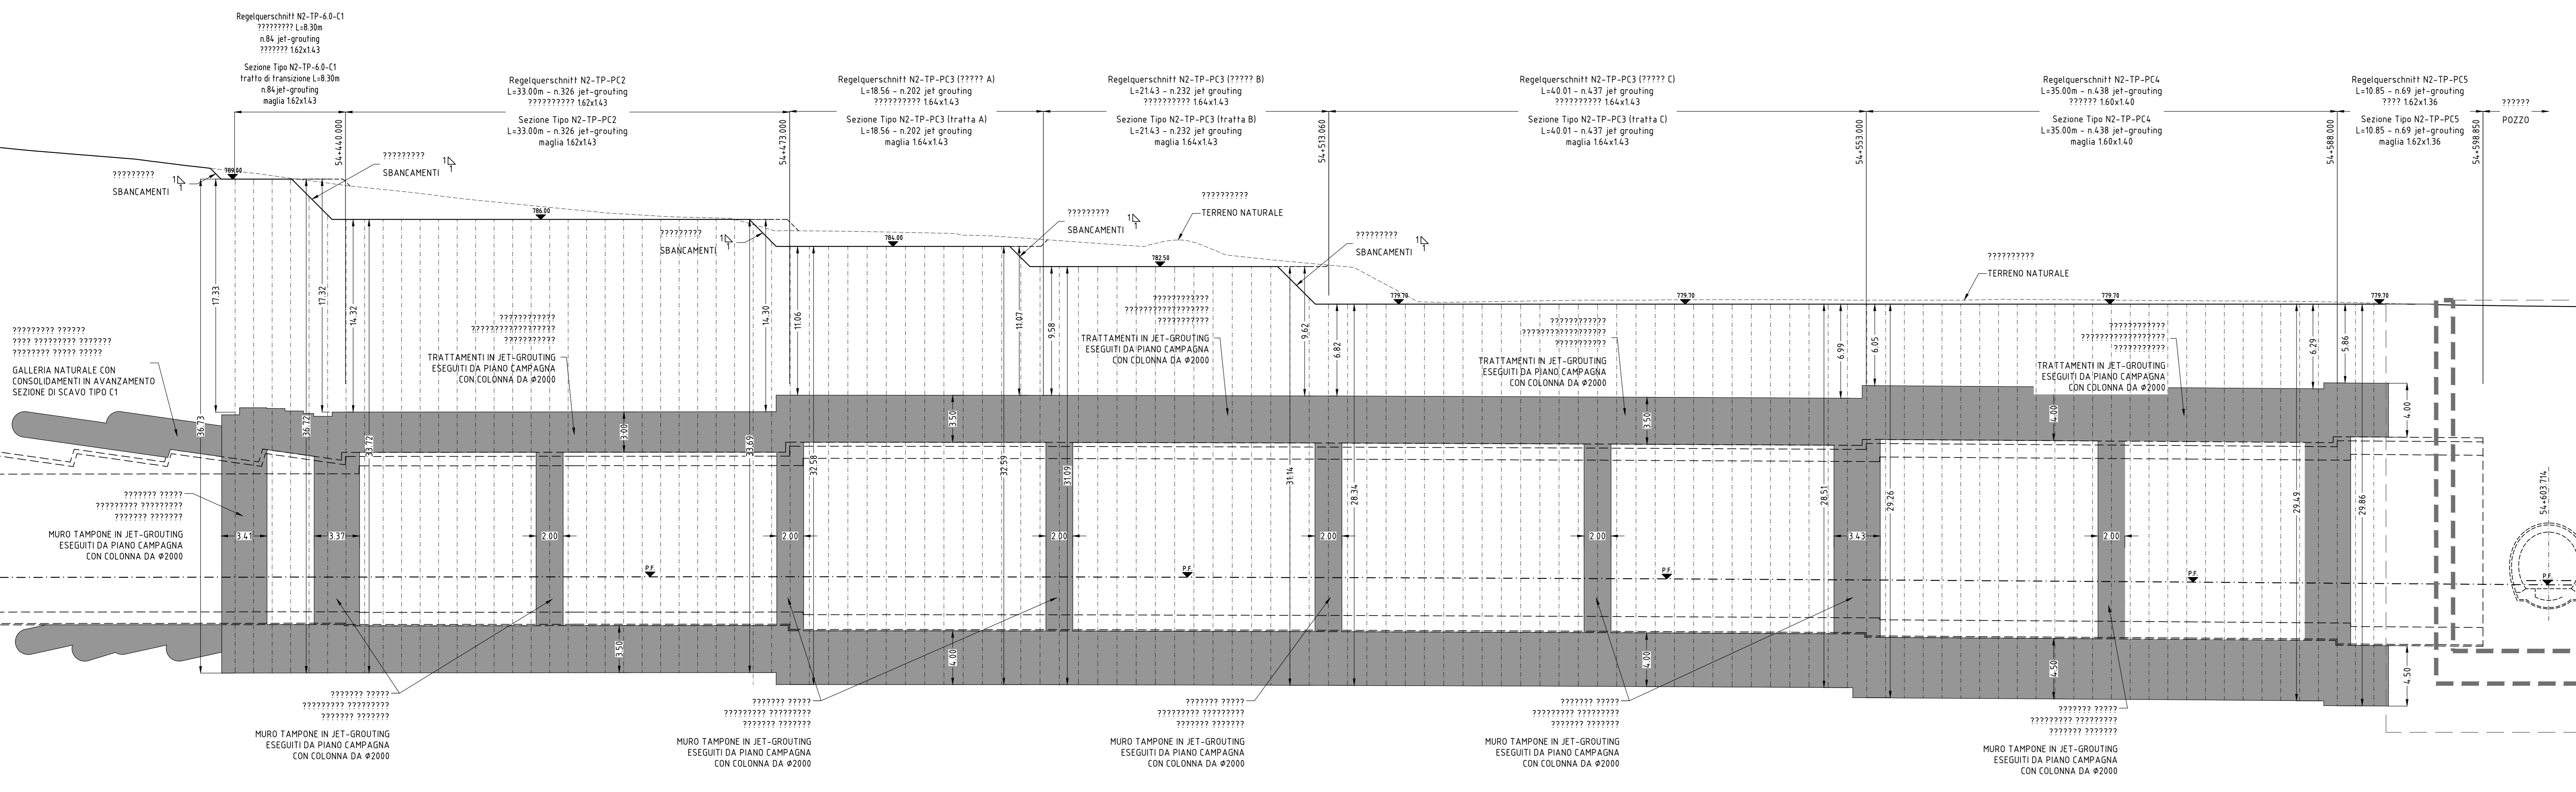 Regelquerschnitt N2-TP-6.0-C1
????????? L=8.30m
n.84 jet-grouting
??????? 1.62x1.43
Sezione Tipo N2-TP-6.0-C1
tratto di transizione L=8.30m
n.84 jet-grouting
maglia 1.62x1.43
Regelquerschnitt N2-TP-PC2
L=33.00m - n.326 jet-grouting
?????????? 1.62x1.43
Sezione Tipo N2-TP-PC2
L=33.00m - n.326 jet-grouting
maglia 1.62x1.43
Regelquerschnitt N2-TP-PC3 (????? A)
L=18.56 - n.202 jet grouting
?????????? 1.64x1.43
Sezione Tipo N2-TP-PC3 (tratta A)
L=18.56 - n.202 jet grouting
maglia 1.64x1.43
Regelquerschnitt N2-TP-PC3 (????? B)
L=21.43 - n.232 jet grouting
?????????? 1.64x1.43
Sezione Tipo N2-TP-PC3 (tratta B)
L=21.43 - n.232 jet grouting
maglia 1.64x1.43
Regelquerschnitt N2-TP-PC3 (????? C)
L=40.01 - n.437 jet grouting
?????????? 1.64x1.43
Sezione Tipo N2-TP-PC3 (tratta C)
L=40.01 - n.437 jet grouting
maglia 1.64x1.43
Regelquerschnitt N2-TP-PC4
L=35.00m - n.438 jet-grouting
?????? 1.60x1.40
Sezione Tipo N2-TP-PC4
L=35.00m - n.438 jet-grouting
maglia 1.60x1.40
Regelquerschnitt N2-TP-PC5
L=10.85 - n.69 jet-grouting
???? 1.62x1.36
Sezione Tipo N2-TP-PC5
L=10.85 - n.69 jet-grouting
maglia 1.62x1.36
??????
POZZO
54+440.000
54+473.000
54+513.060
54+553.000
54+588.000
54+598.850
?????????
SBANCAMENTI
1
1
789.00
?????????
SBANCAMENTI
1
1
786.00
?????????
SBANCAMENTI
1
1
784.00
?????????
SBANCAMENTI
1
1
782.50
??????????
TERRENO NATURALE
?????????
SBANCAMENTI
1
1
779.70
779.70
??????????
TERRENO NATURALE
779.70
779.70
17.33
17.32
14.32
14.30
11.06
11.07
9.58
9.62
6.82
6.99
6.05
6.29
5.86
????????? ??????
???? ????????? ???????
???????? ????? ?????
GALLERIA NATURALE CON
CONSOLIDAMENTI IN AVANZAMENTO
SEZIONE DI SCAVO TIPO C1
????????????
??????????????????
???????????
TRATTAMENTI IN JET-GROUTING
ESEGUITI DA PIANO CAMPAGNA
CON COLONNA DA Ø2000
????????????
??????????????????
???????????
TRATTAMENTI IN JET-GROUTING
ESEGUITI DA PIANO CAMPAGNA
CON COLONNA DA Ø2000
????????????
??????????????????
???????????
TRATTAMENTI IN JET-GROUTING
ESEGUITI DA PIANO CAMPAGNA
CON COLONNA DA Ø2000
????????????
??????????????????
???????????
TRATTAMENTI IN JET-GROUTING
ESEGUITI DA PIANO CAMPAGNA
CON COLONNA DA Ø2000
36.73
36.72
33.72
3.00
33.69
32.58
3.50
32.59
31.09
31.14
28.34
3.50
28.51
29.26
4.00
29.49
29.86
4.00
54+603.714
??????? ?????
????????? ?????????
??????? ???????
MURO TAMPONE IN JET-GROUTING
ESEGUITI DA PIANO CAMPAGNA
CON COLONNA DA Ø2000
3.41
3.37
2.00
2.00
2.00
2.00
2.00
3.43
2.00
P.F.
P.F.
P.F.
P.F.
P.F.
3.50
4.00
4.00
4.50
4.50
??????? ?????
????????? ?????????
??????? ???????
MURO TAMPONE IN JET-GROUTING
ESEGUITI DA PIANO CAMPAGNA
CON COLONNA DA Ø2000
??????? ?????
????????? ?????????
??????? ???????
MURO TAMPONE IN JET-GROUTING
ESEGUITI DA PIANO CAMPAGNA
CON COLONNA DA Ø2000
??????? ?????
????????? ?????????
??????? ???????
MURO TAMPONE IN JET-GROUTING
ESEGUITI DA PIANO CAMPAGNA
CON COLONNA DA Ø2000
??????? ?????
????????? ?????????
??????? ???????
MURO TAMPONE IN JET-GROUTING
ESEGUITI DA PIANO CAMPAGNA
CON COLONNA DA Ø2000
??????? ?????
????????? ?????????
??????? ???????
MURO TAMPONE IN JET-GROUTING
ESEGUITI DA PIANO CAMPAGNA
CON COLONNA DA Ø2000